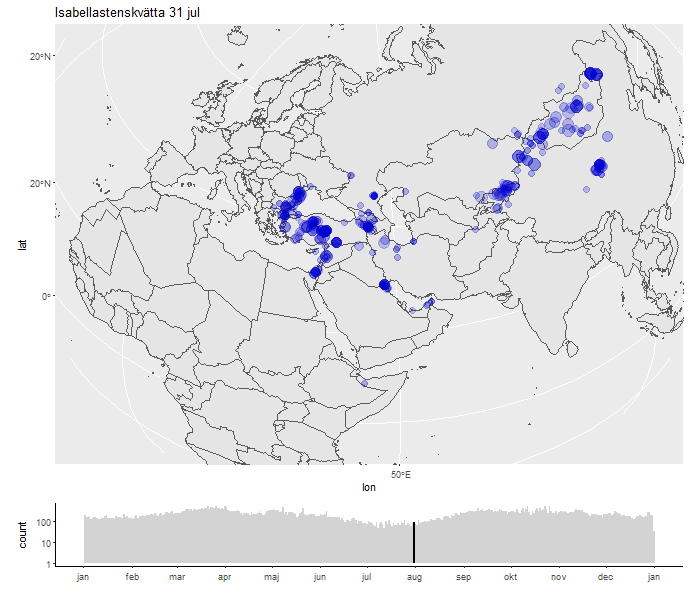 Isabellastenskvätta 31 jul
20°N
20°N
0°
lat
50°E
lon
count
100
10
1
jan feb mar apr maj jun jul aug sep okt nov dec jan